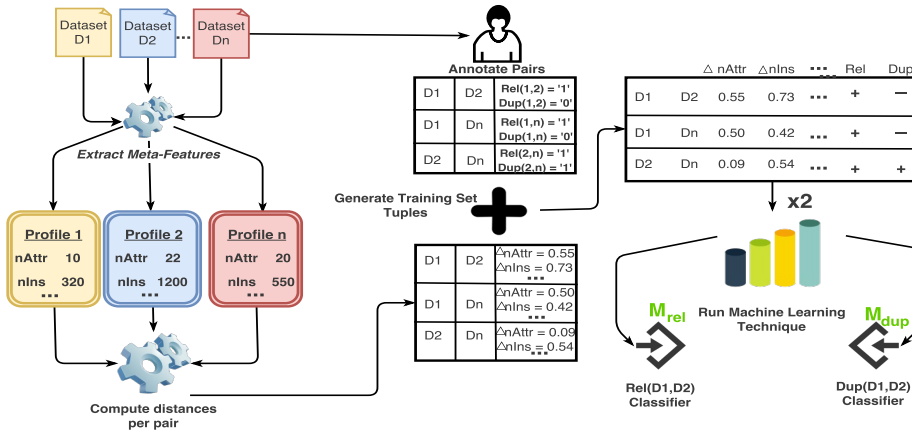 Dataset
D1
Dataset
D2
...
Dataset
Dn
Extract Meta-Features
Profile 1
nAttr 10
nIns 320
...
Profile 2
nAttr 22
nIns 1200
...
Profile n
nAttr 20
nIns 550
...
Compute distances
per pair
Annotate Pairs
D1 D2 Rel(1,2) = '1'
Dup(1,2) = '0'
D1 Dn Rel(1,n) = '1'
Dup(1,n) = '0'
D2 Dn Rel(2,n) = '1'
Dup(2,n) = '1'
Generate Training Set
Tuples
D1 D2 △nAttr = 0.55
△nIns = 0.73
...
D1 Dn △nAttr = 0.50
△nIns = 0.42
...
D2 Dn △nAttr = 0.09
△nIns = 0.54
...
△ nAttr △nIns ... Rel Dup
D1 D2 0.55 0.73 ... + −
D1 Dn 0.50 0.42 ... + −
D2 Dn 0.09 0.54 ... + +
x2
Run Machine Learning
Technique
Mrel
Rel(D1,D2)
Classifier
Mdup
Dup(D1,D2)
Classifier